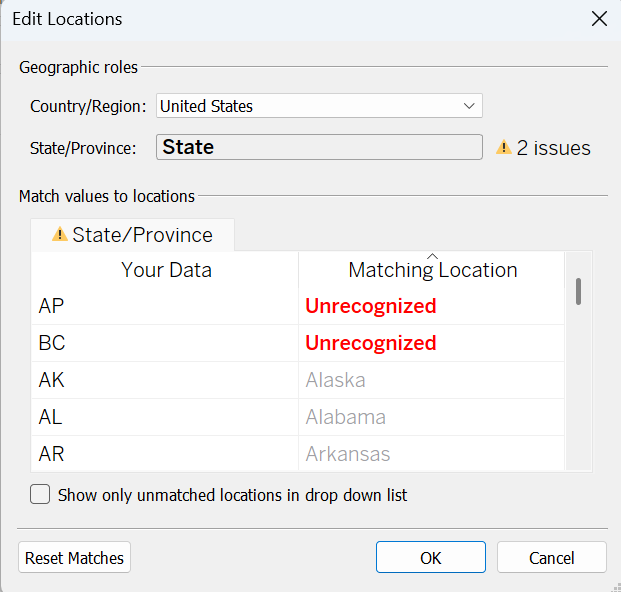 Edit Locations
Geographic roles
Country/Region: United States
State/Province: State 2 issues
Match values to locations
State/Province
Your Data Matching Location
AP Unrecognized
BC Unrecognized
AK Alaska
AL Alabama
AR Arkansas
Show only unmatched locations in drop down list
Reset Matches OK Cancel